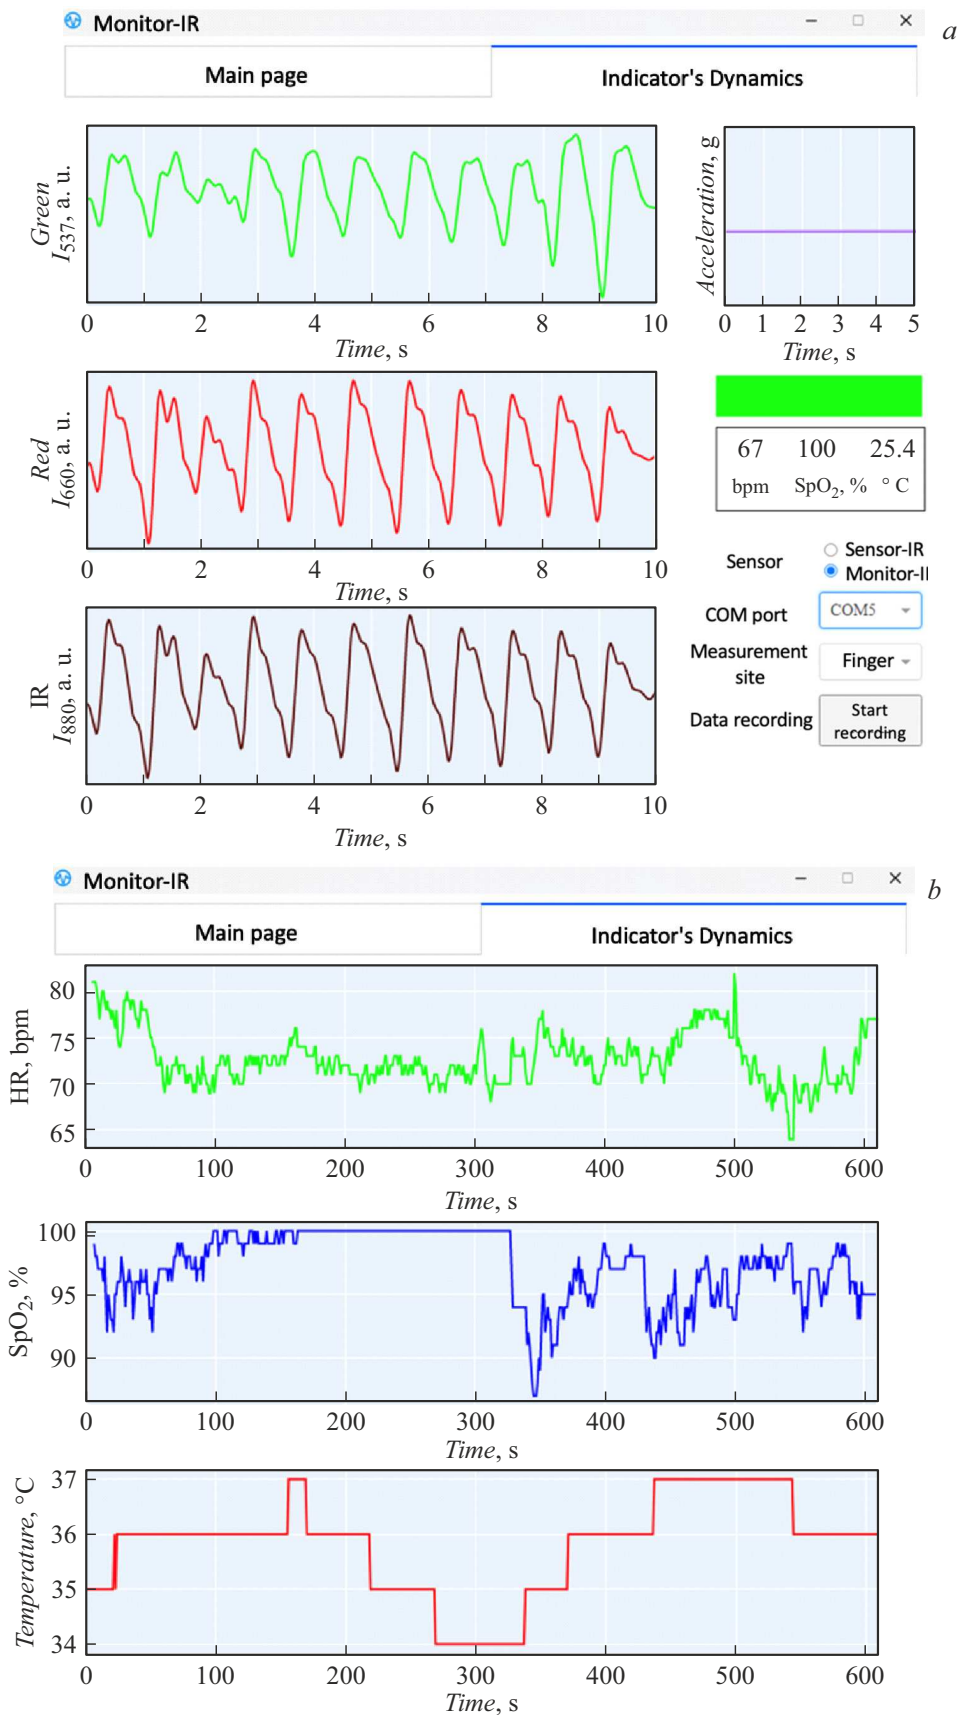 Monitor-IR
a
Main page
Indicator's Dynamics
Green
I537, a. u.
0 2 4 6 8 10
Time, s
Acceleration, g
0 1 2 3 4 5
Time, s
Red
I660, a. u.
0 2 4 6 8 10
Time, s
67 100 25.4
bpm SpO2, % ° C
Sensor
Sensor-IR
Monitor-II
COM port
COM5
Measurement
site
Finger
Data recording
Start
recording
IR
I880, a. u.
0 2 4 6 8 10
Time, s
Monitor-IR
b
Main page
Indicator's Dynamics
HR, bpm
80
75
70
65
0 100 200 300 400 500 600
Time, s
SpO2, %
100
95
90
0 100 200 300 400 500 600
Time, s
Temperature, °C
37
36
35
34
0 100 200 300 400 500 600
Time, s